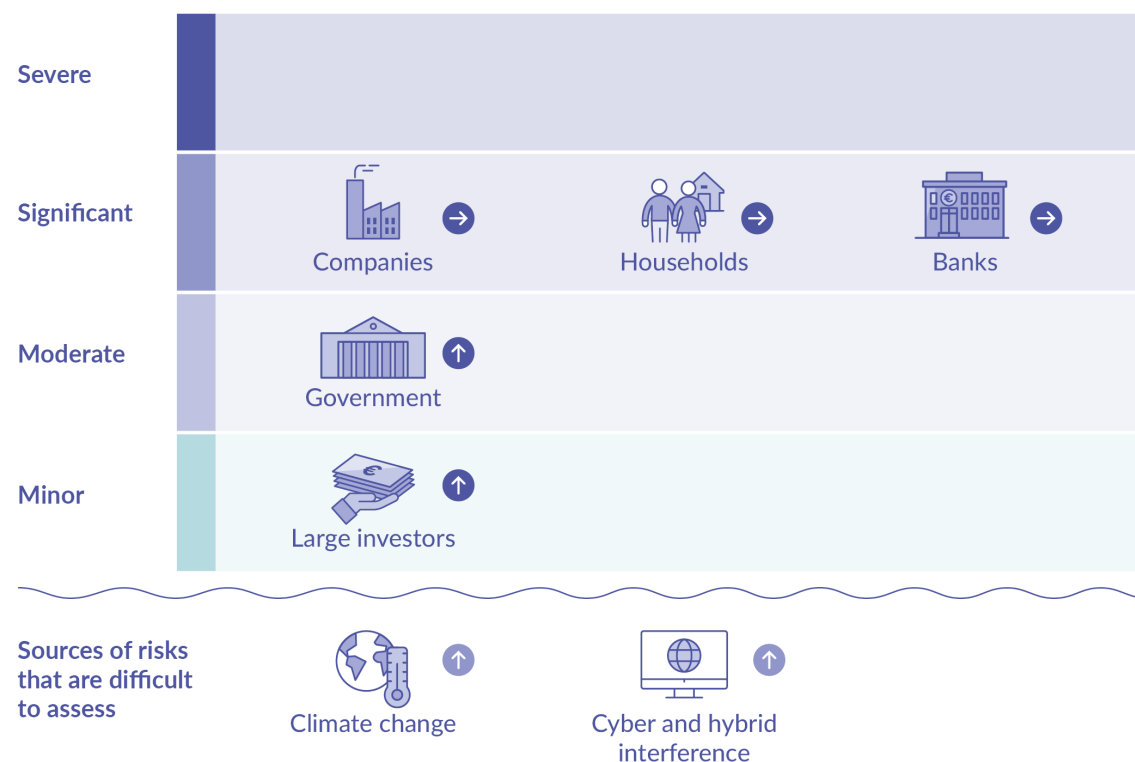 Severe
Significant
Companies
Households
Banks
Moderate
Government
Minor
€
Large investors
Sources of risks
that are difficult
to assess
Climate change
Cyber and hybrid
interference